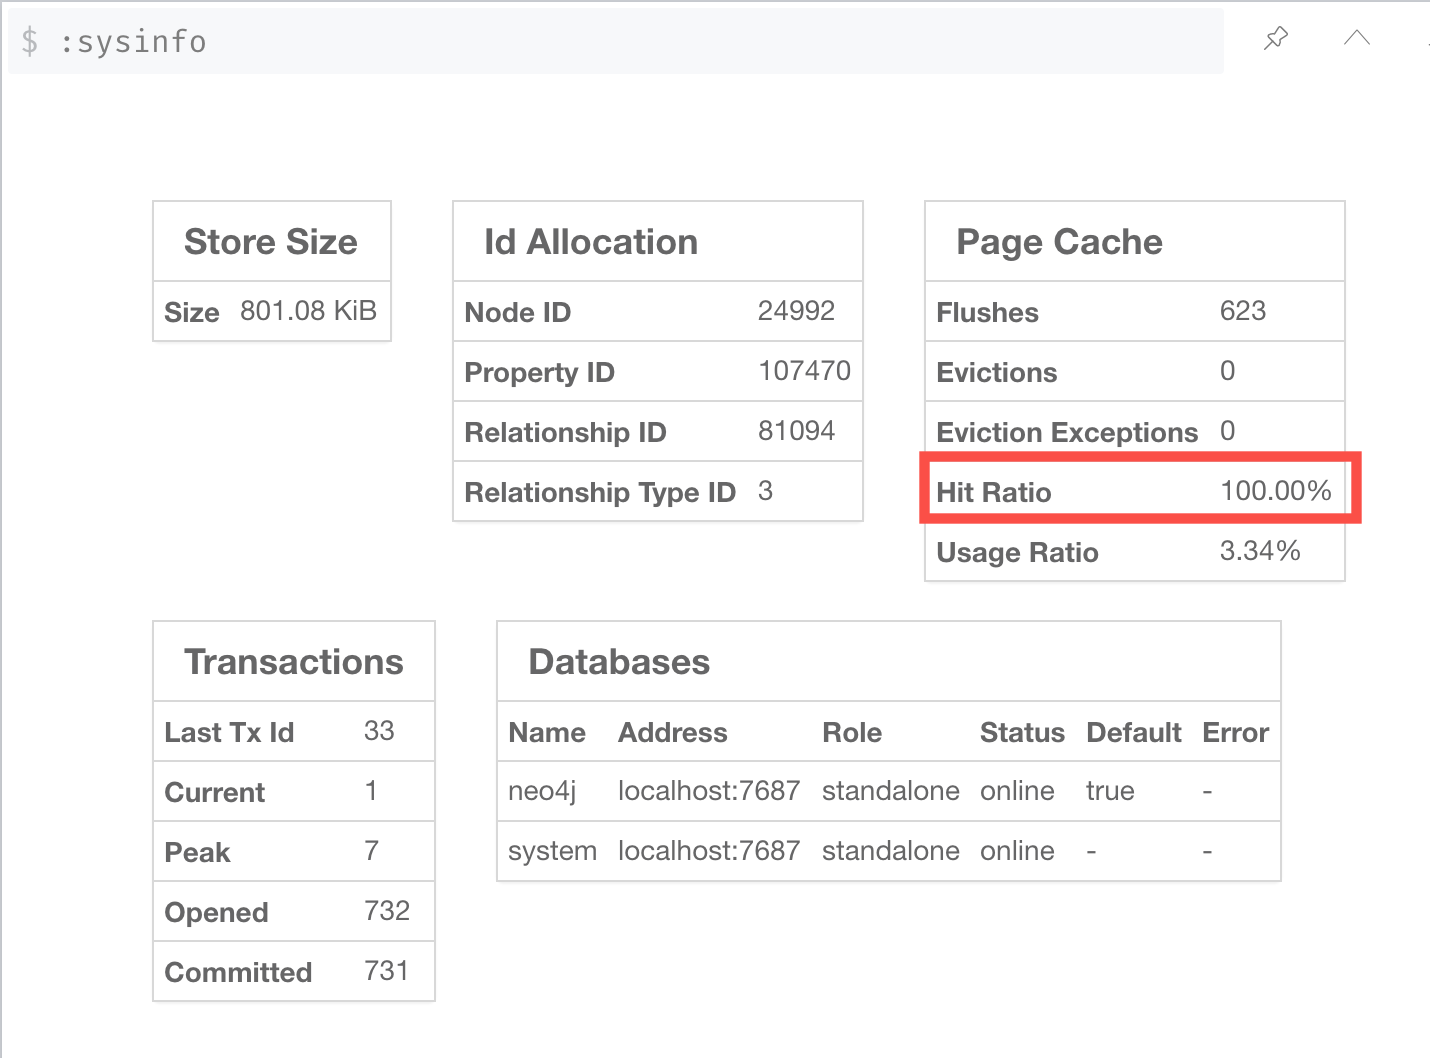 $ :sysinfo
Store Size
Size 801.08 KiB
Id Allocation
Node ID 24992
Property ID 107470
Relationship ID 81094
Relationship Type ID 3
Page Cache
Flushes 623
Evictions 0
Eviction Exceptions 0
Hit Ratio 100.00%
Usage Ratio 3.34%
Transactions
Last Tx Id 33
Current 1
Peak 7
Opened 732
Committed 731
Databases
Name Address Role Status Default Error
neo4j localhost:7687 standalone online true -
system localhost:7687 standalone online - -